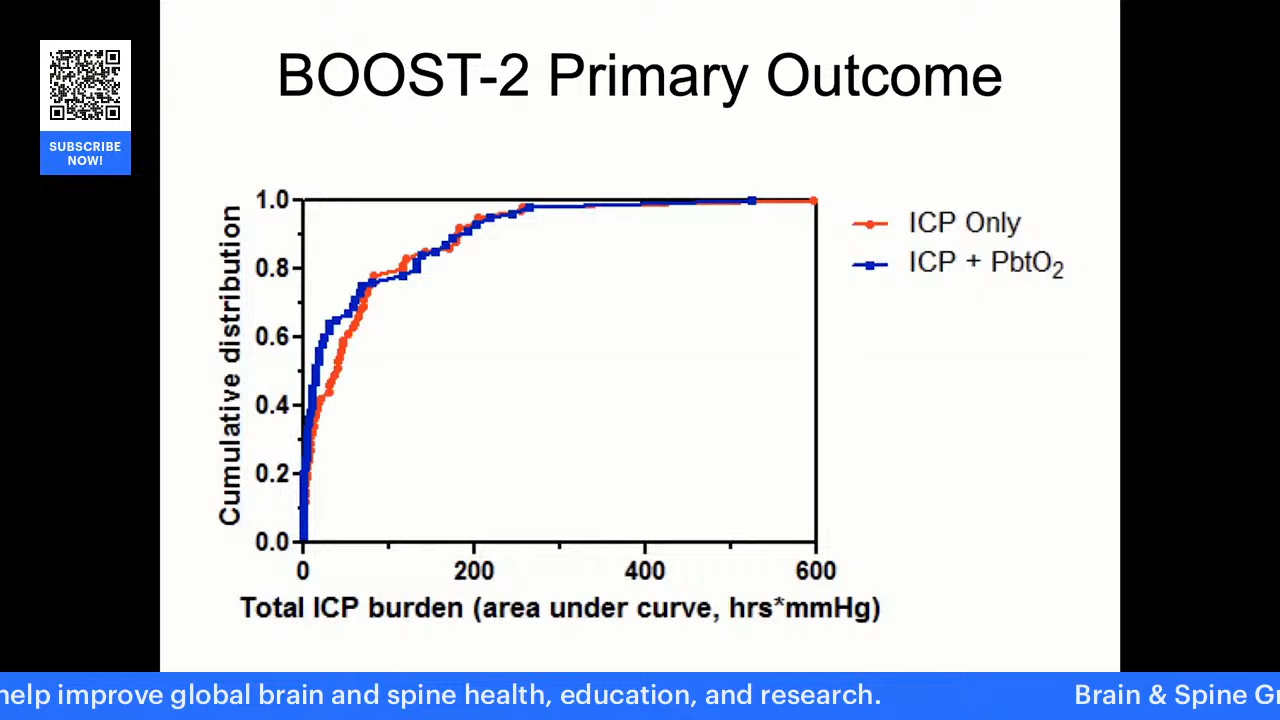 BOOST-2 Primary Outcome
SUBSCRIBE
NOW!
1.0
0.8
0.6
0.4
0.2
0.0
Cumulative distribution
0
200
400
600
Total ICP burden (area under curve, hrs*mmHg)
ICP Only
ICP + PbtO₂
help improve global brain and spine health, education, and research.
Brain & Spine G